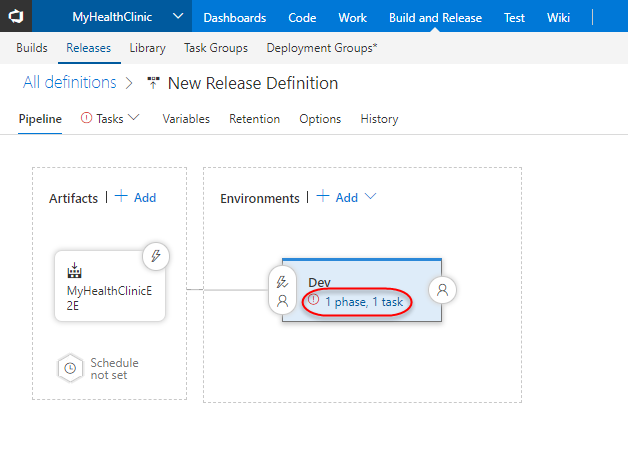 MyHealthClinic Dashboards Code Work Build and Release Test Wiki
Builds Releases Library Task Groups Deployment Groups*
All definitions > New Release Definition
Pipeline Tasks Variables Retention Options History
Artifacts | + Add
Environments | + Add
MyHealthClinicE
2E
Schedule
not set
Dev
1 phase, 1 task